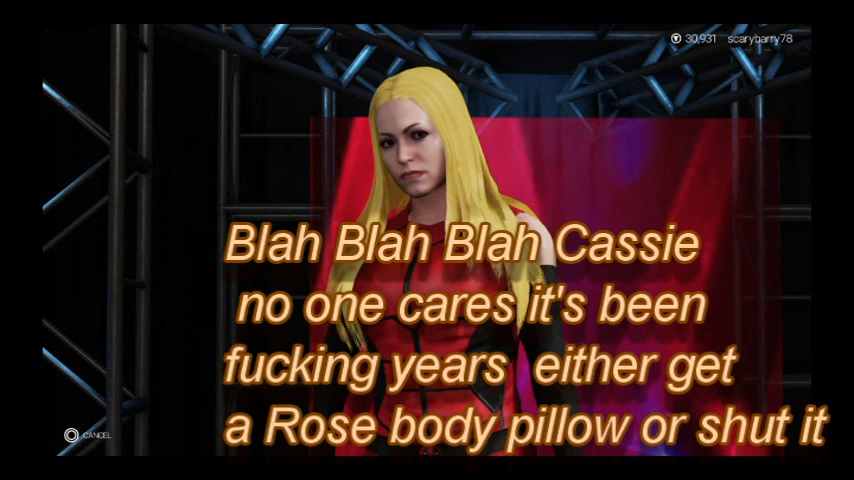 30,931 scarybarry78
Blah Blah Blah Cassie
no one cares it's been
fucking years either get
a Rose body pillow or shut it
CANCEL